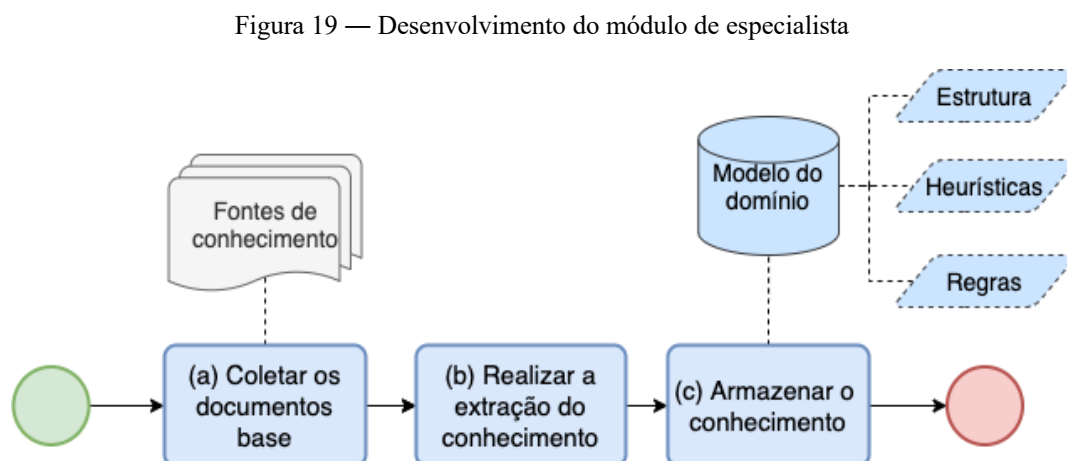 Figura 19 — Desenvolvimento do módulo de especialista
Estrutura
Modelo do
domínio
Heurísticas
Fontes de
conhecimento
Regras
(a) Coletar os
documentos
base
(b) Realizar a
extração do
conhecimento
(c) Armazenar o
conhecimento